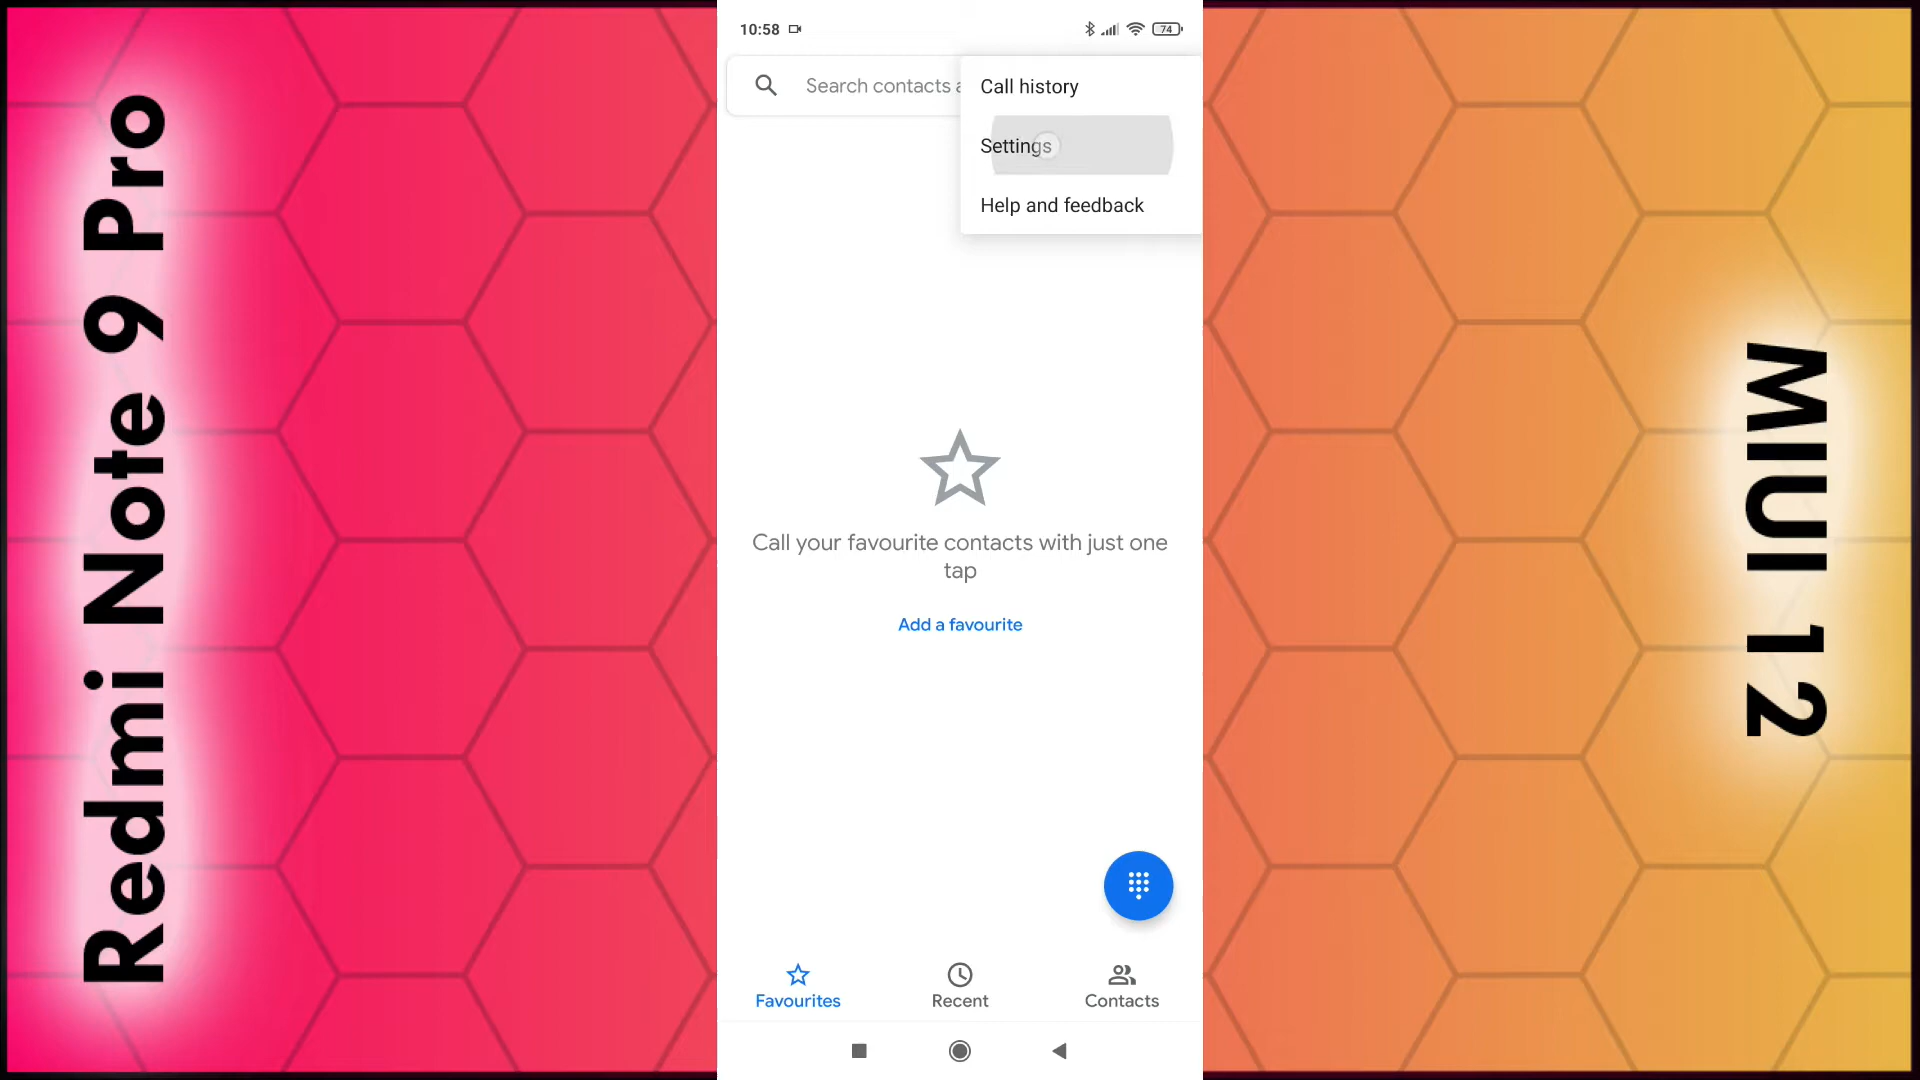 Redmi Note 9 Pro
10:58
74
Search contacts a
Call history
Settings
Help and feedback
Call your favourite contacts with just one
tap
Add a favourite
Favourites
Recent
Contacts
MIUI 12